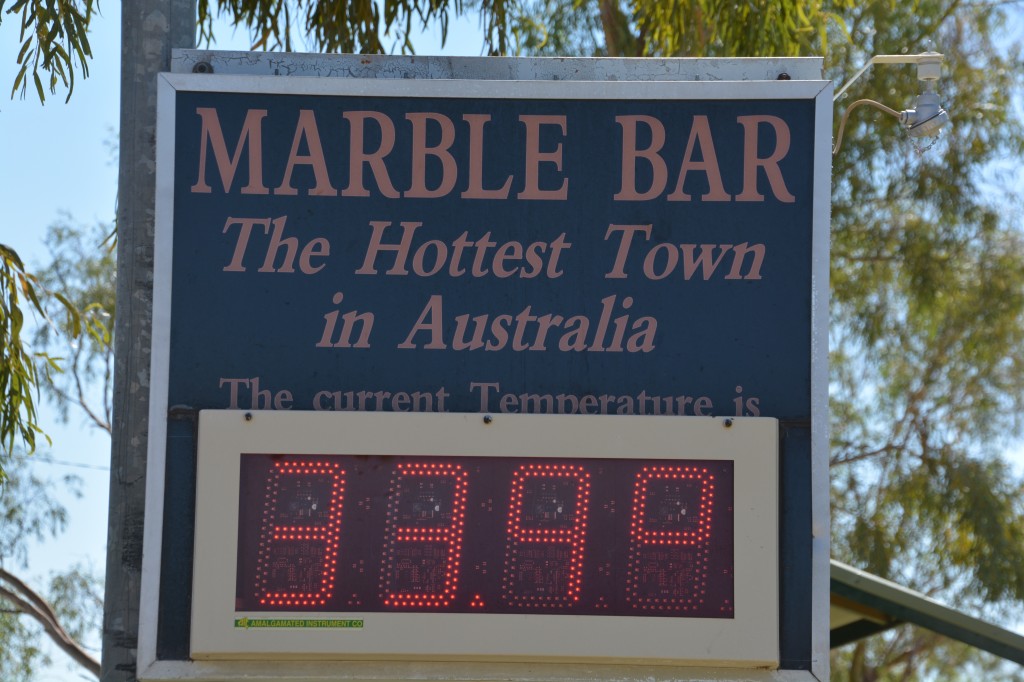 MARBLE BAR
The Hottest Town
in Australia
The current Temperature is
33.9°
AMALGAMATED INSTRUMENT CO